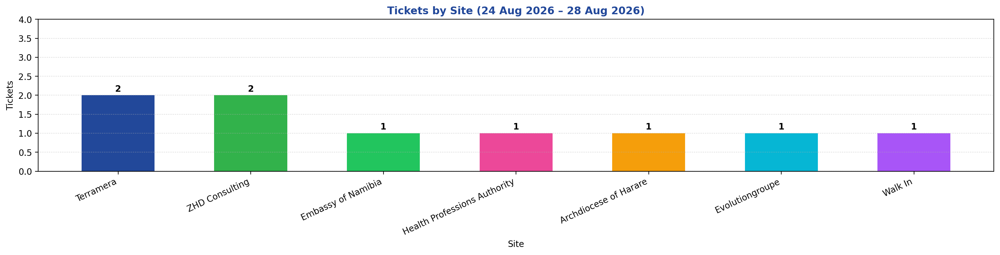 Tickets by Site (24 Aug 2026 – 28 Aug 2026)
Tickets
4.0
3.5
3.0
2.5
2.0
1.5
1.0
0.5
0.0
2
2
1
1
1
1
1
Terramera
ZHD Consulting
Embassy of Namibia
Health Professions Authority
Archdiocese of Harare
Evolutiongroupe
Walk In
Site